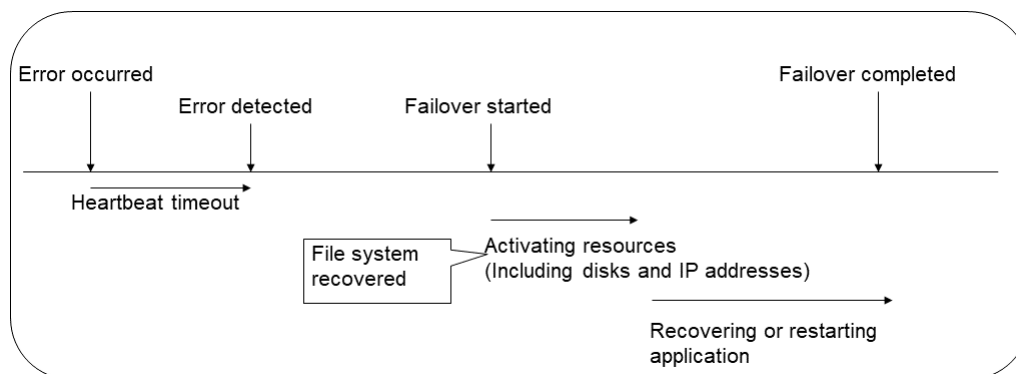 Error occurred
Failover completed
Error detected
Failover started
Heartbeat timeout
File system
recovered
Activating resources
(Including disks and IP addresses)
Recovering or restarting
application